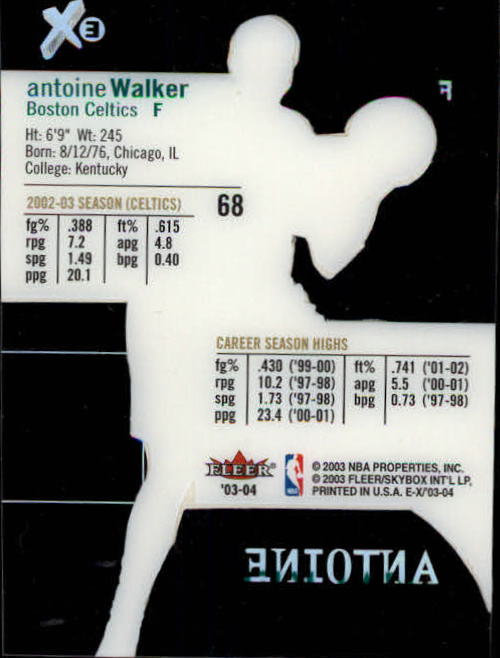 EX
antoine Walker
Boston Celtics F
F
Ht: 6'9" Wt: 245
Born: 8/12/76, Chicago, IL
College: Kentucky
2002-03 SEASON (CELTICS) 68
fg% .388 ft% .615
rpg 7.2 apg 4.8
spg 1.49 bpg 0.40
ppg 20.1
CAREER SEASON HIGHS
fg% .430 ('99-00) ft% .741 ('01-02)
rpg 10.2 ('97-98) apg 5.5 ('00-01)
spg 1.73 ('97-98) bpg 0.73 ('97-98)
ppg 23.4 ('00-01)
FLEER
'03-04
NBA
© 2003 NBA PROPERTIES, INC.
© 2003 FLEER/SKYBOX INT'L LP,
PRINTED IN U.S.A. E-X/'03-04
ANTOINE